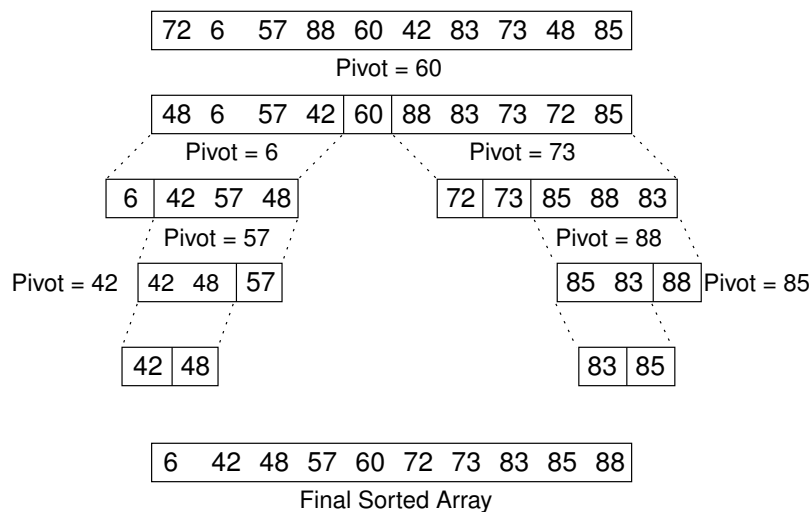 72 6 57 88 60 42 83 73 48 85
Pivot = 60
48 6 57 42 60 88 83 73 72 85
Pivot = 6 Pivot = 73
6 42 57 48 72 73 85 88 83
Pivot = 57 Pivot = 88
Pivot = 42 42 48 57 85 83 88 Pivot = 85
42 48 83 85
6 42 48 57 60 72 73 83 85 88
Final Sorted Array